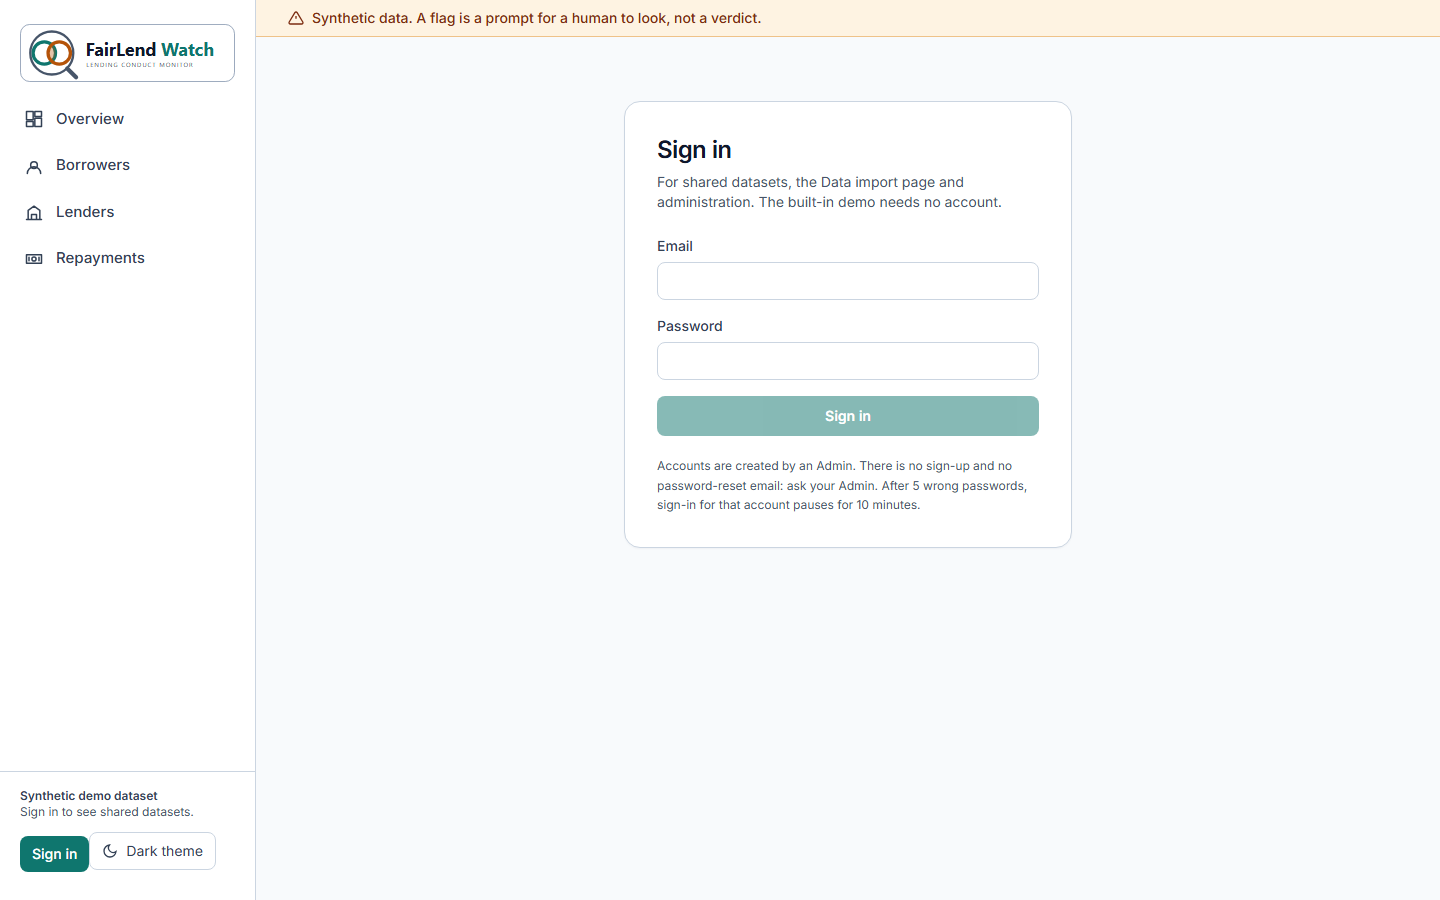 FairLend Watch
LENDING CONDUCT MONITOR
Overview
Borrowers
Lenders
Repayments
Synthetic demo dataset
Sign in to see shared datasets.
Sign in
Dark theme
Synthetic data. A flag is a prompt for a human to look, not a verdict.
Sign in
For shared datasets, the Data import page and
administration. The built-in demo needs no account.
Email
Password
Sign in
Accounts are created by an Admin. There is no sign-up and no
password-reset email: ask your Admin. After 5 wrong passwords,
sign-in for that account pauses for 10 minutes.